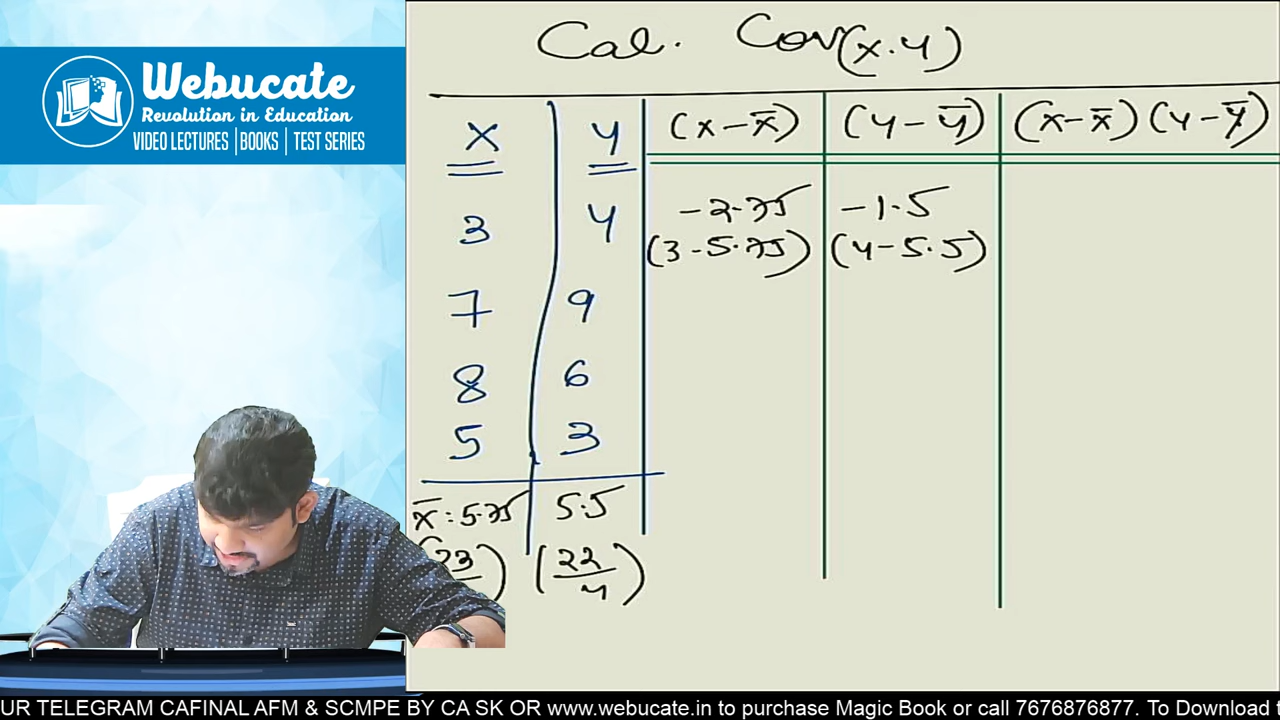 Webucate
Revolution in Education
VIDEO LECTURES | BOOKS | TEST SERIES
Cal. Cov(x.y)
x y (x-x̄) (y-ȳ) (x-x̄)(y-ȳ)
3 4 -2.75 -1.5
(3-5.75) (4-5.5)
7 9
8 6
5 3
x̄: 5.75 5.5
(23 (22/4)
UR TELEGRAM CAFINAL AFM & SCMPE BY CA SK OR www.webucate.in to purchase Magic Book or call 7676876877. To Download